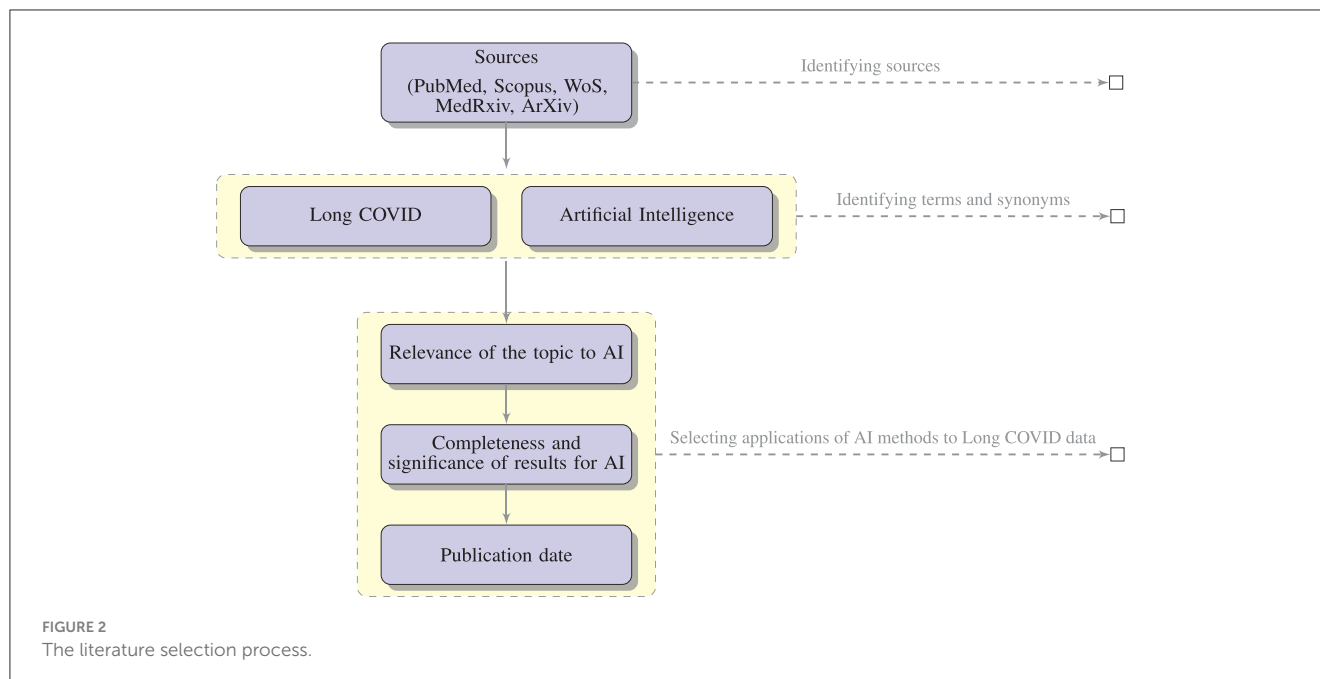 Sources
(PubMed, Scopus, WoS,
MedRxiv, ArXiv)
Identifying sources
Long COVID
Artificial Intelligence
Identifying terms and synonyms
Relevance of the topic to AI
Completeness and
significance of results for AI
Selecting applications of AI methods to Long COVID data
Publication date
FIGURE 2
The literature selection process.